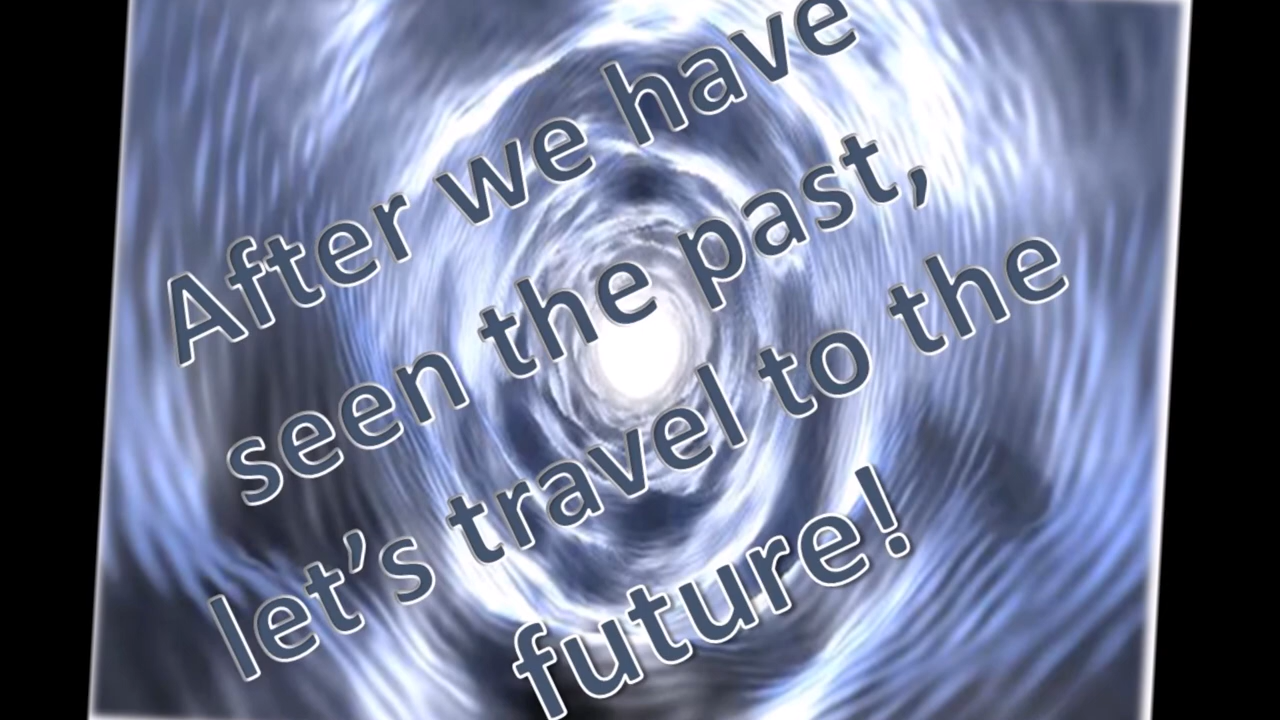 After we have
seen the past,
let’s travel to the
future!